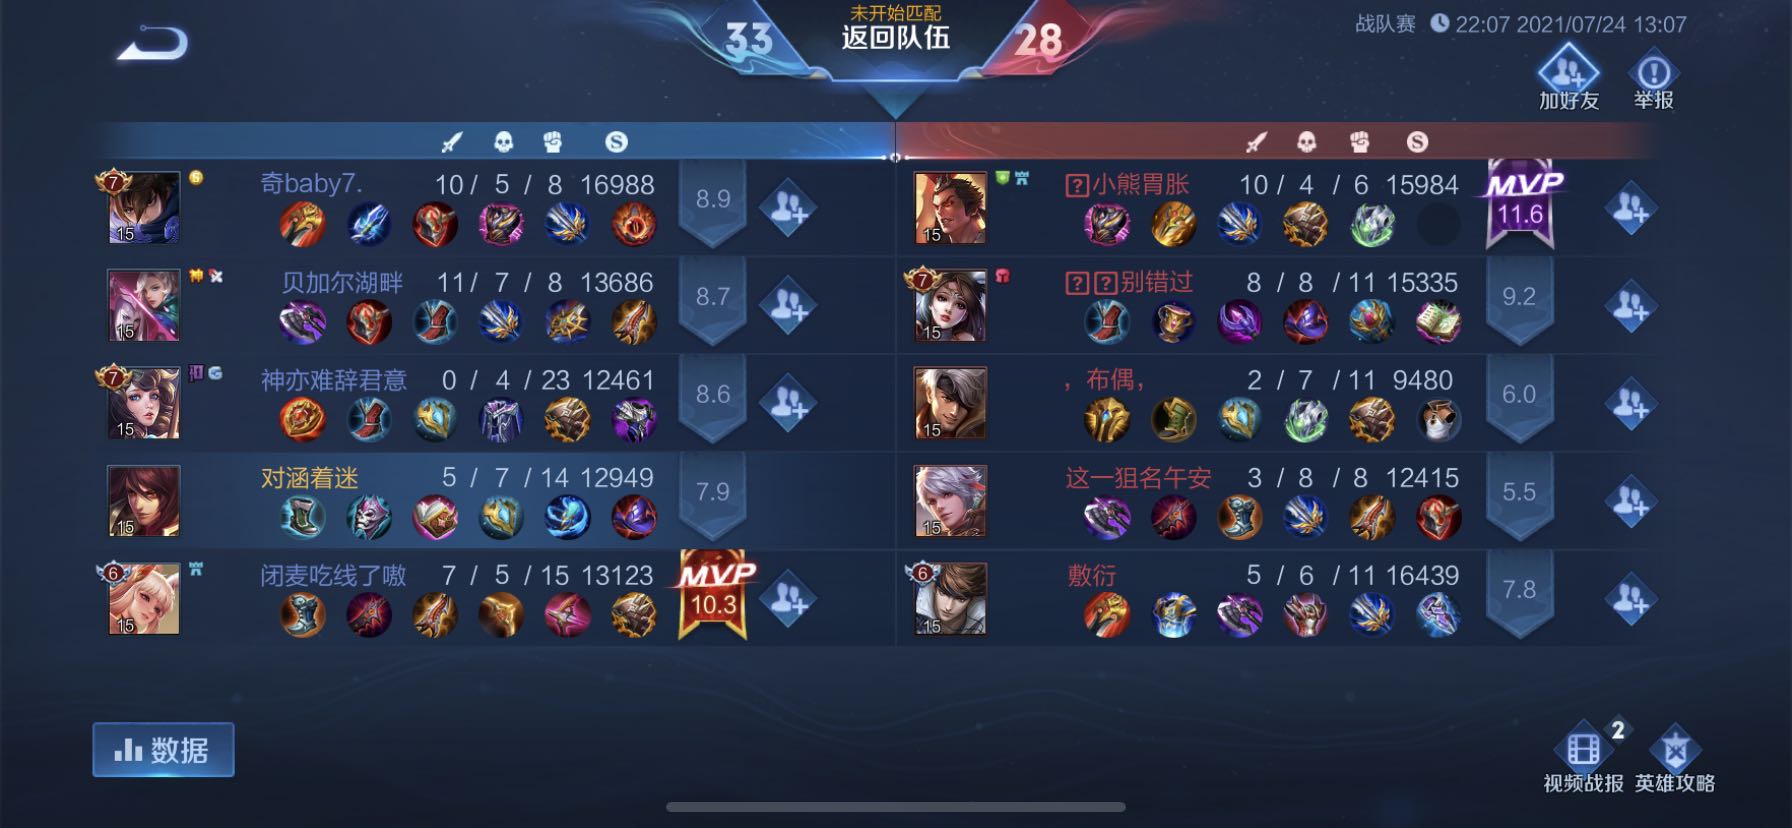 未开始匹配
33 返回队伍 28
战队赛 22:07 2021/07/24 13:07
加好友 举报
S S
7 15 奇baby7. 10 / 5 / 8 16988 8.9
15 贝加尔湖畔 11 / 7 / 8 13686 8.7
7 15 神亦难辞君意 0 / 4 / 23 12461 8.6
15 对涵着迷 5 / 7 / 14 12949 7.9
6 15 闭麦吃线了嗷 7 / 5 / 15 13123 MVP 10.3
15 ?小熊胃胀 10 / 4 / 6 15984 MVP 11.6
7 15 ??别错过 8 / 8 / 11 15335 9.2
15 ，布偶， 2 / 7 / 11 9480 6.0
15 这一狙名午安 3 / 8 / 8 12415 5.5
6 15 敷衍 5 / 6 / 11 16439 7.8
数据
2
视频战报 英雄攻略